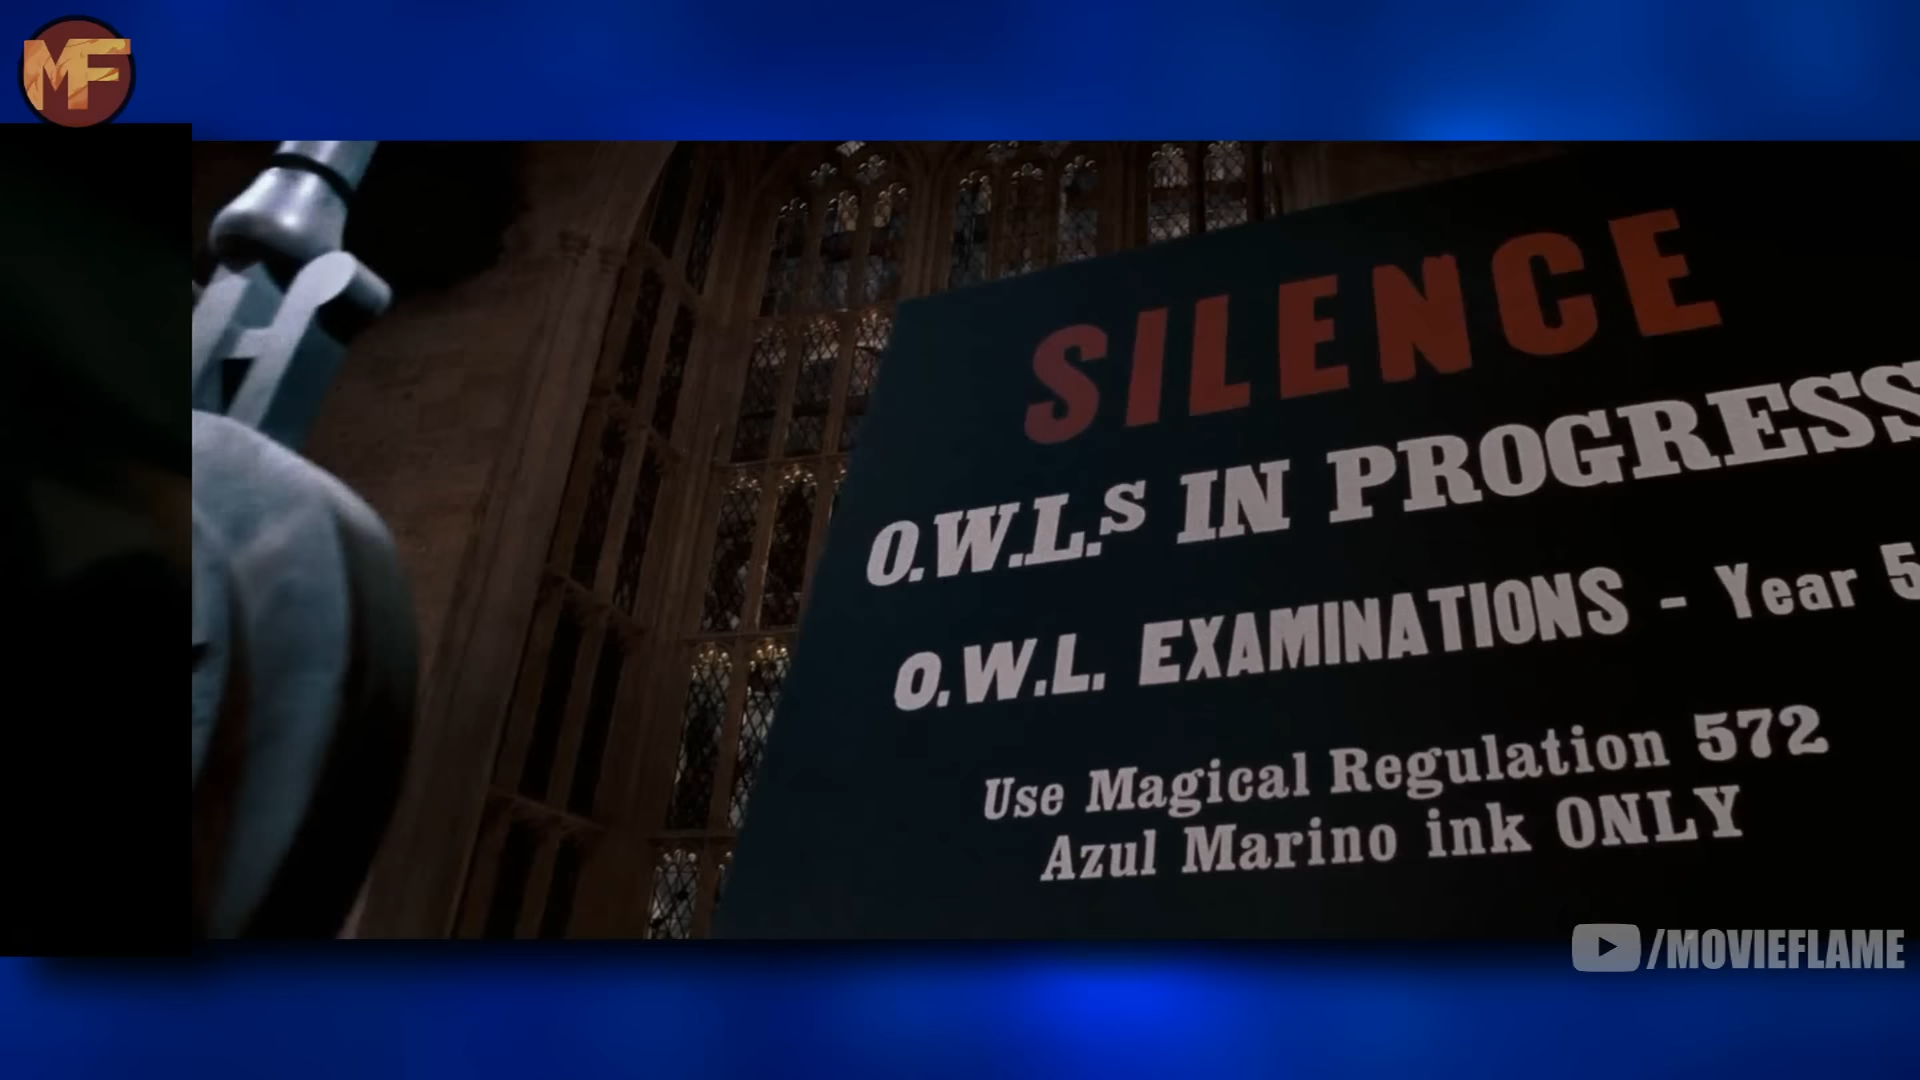 MF
SILENCE
O.W.L.s IN PROGRESS
O.W.L. EXAMINATIONS - Year 5
Use Magical Regulation 572
Azul Marino ink ONLY
/MOVIEFLAME